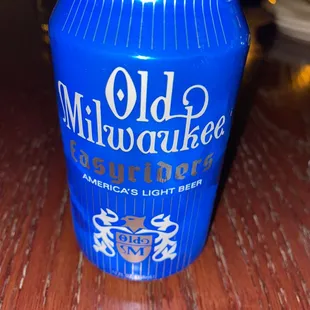 Old
Milwaukee
Easyriders
AMERICA'S LIGHT BEER
Old
M